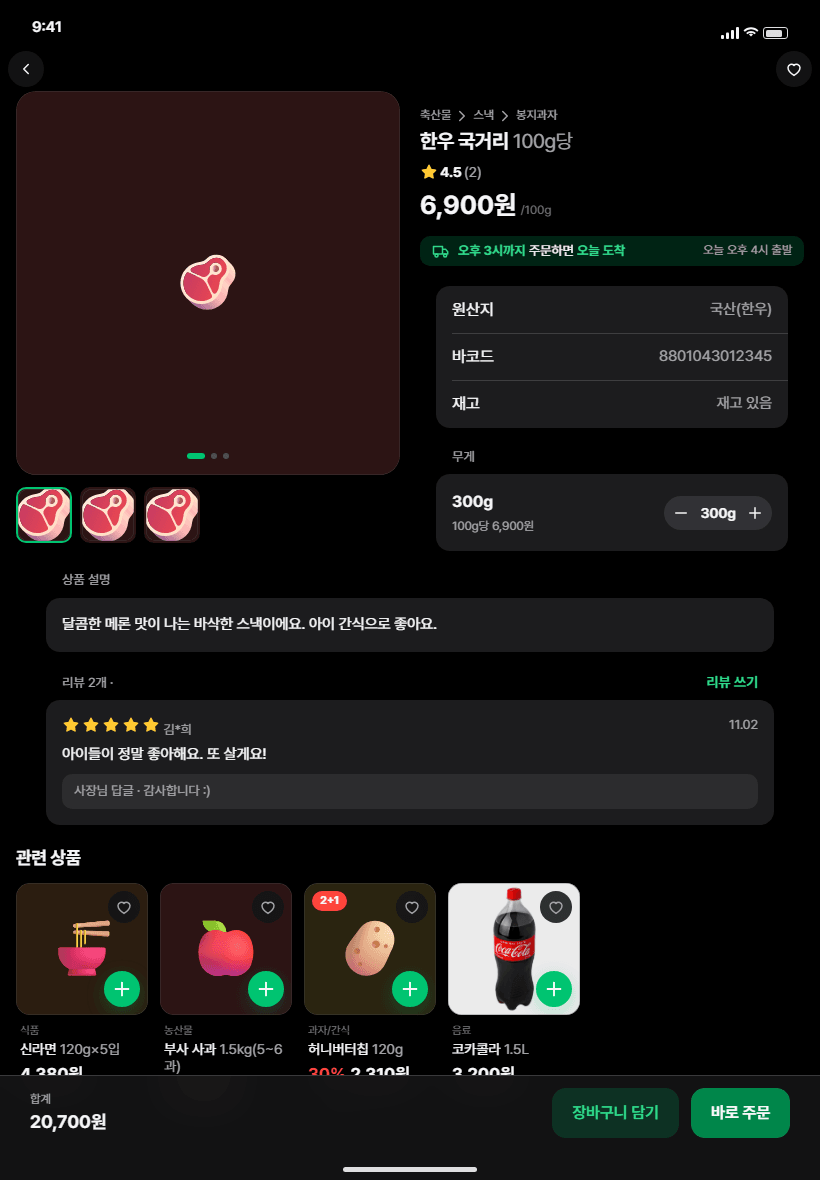 9:41
축산물 > 스낵 > 봉지과자
한우 국거리 100g당
4.5 (2)
6,900원 /100g
오후 3시까지 주문하면 오늘 도착 오늘 오후 4시 출발
원산지 국산(한우)
바코드 8801043012345
재고 재고 있음
무게
300g
100g당 6,900원
− 300g +
상품 설명
달콤한 메론 맛이 나는 바삭한 스낵이에요. 아이 간식으로 좋아요.
리뷰 2개 · 리뷰 쓰기
김*희 11.02
아이들이 정말 좋아해요. 또 살게요!
사장님 답글 · 감사합니다 :)
관련 상품
2+1
Coca-Cola
식품
신라면 120g×5입
4,380원
농산물
부사 사과 1.5kg(5~6
과)
과자/간식
허니버터칩 120g
30% 2,310원
음료
코카콜라 1.5L
3,200원
합계
20,700원
장바구니 담기
바로 주문